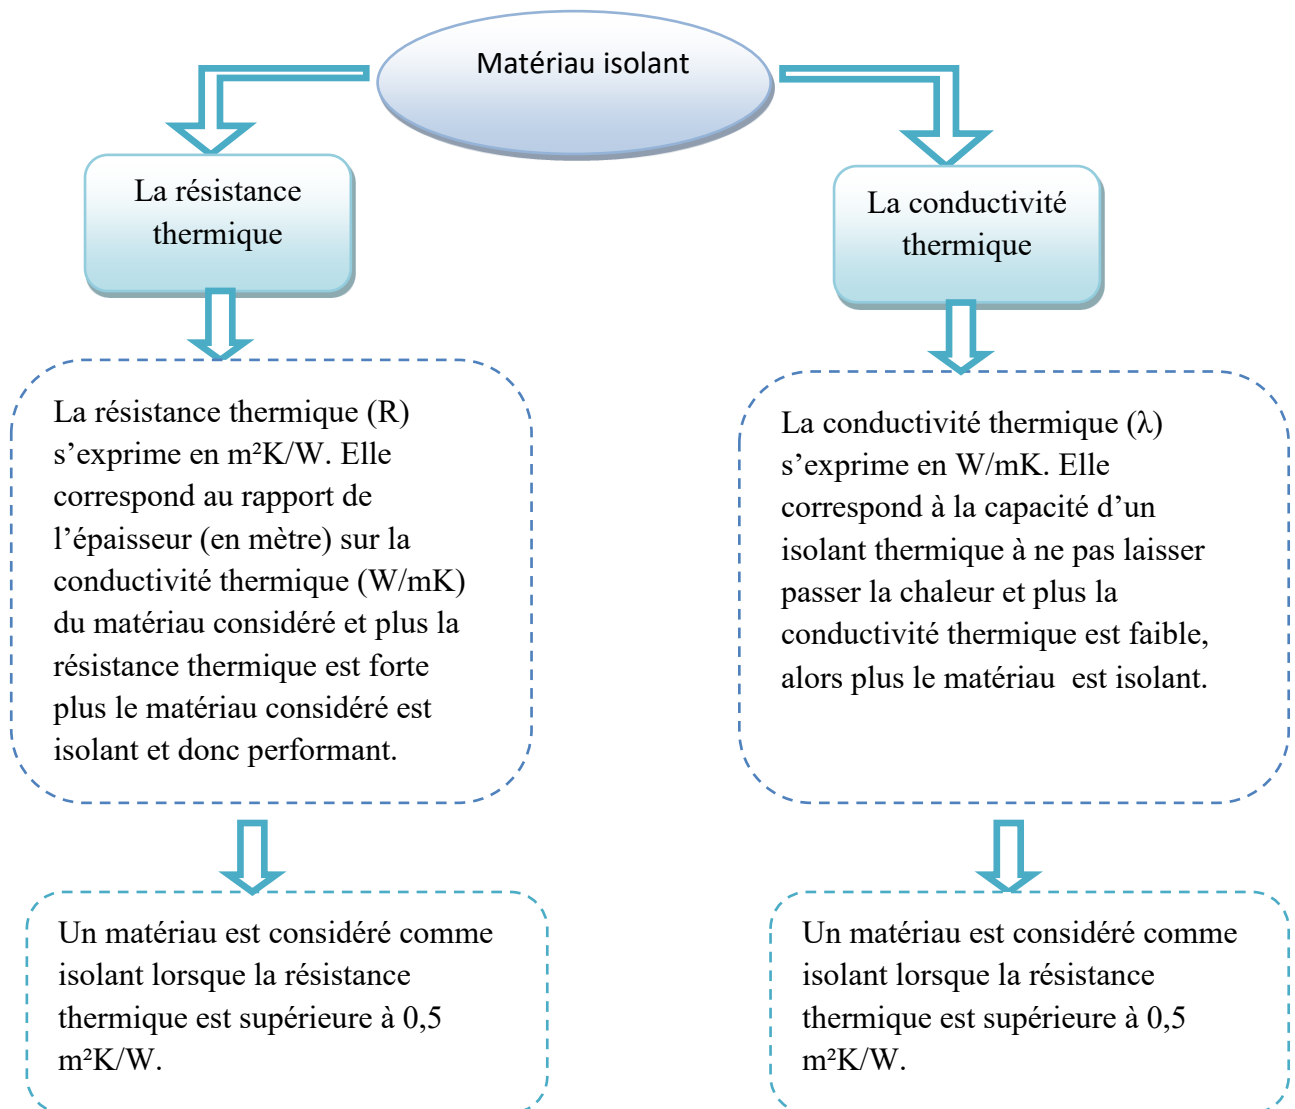 Matériau isolant
La résistance
thermique
La conductivité
thermique
La résistance thermique (R)
s’exprime en m²K/W. Elle
correspond au rapport de
l’épaisseur (en mètre) sur la
conductivité thermique (W/mK)
du matériau considéré et plus la
résistance thermique est forte
plus le matériau considéré est
isolant et donc performant.
La conductivité thermique (λ)
s’exprime en W/mK. Elle
correspond à la capacité d’un
isolant thermique à ne pas laisser
passer la chaleur et plus la
conductivité thermique est faible,
alors plus le matériau  est isolant.
Un matériau est considéré comme
isolant lorsque la résistance
thermique est supérieure à 0,5
m²K/W.
Un matériau est considéré comme
isolant lorsque la résistance
thermique est supérieure à 0,5
m²K/W.